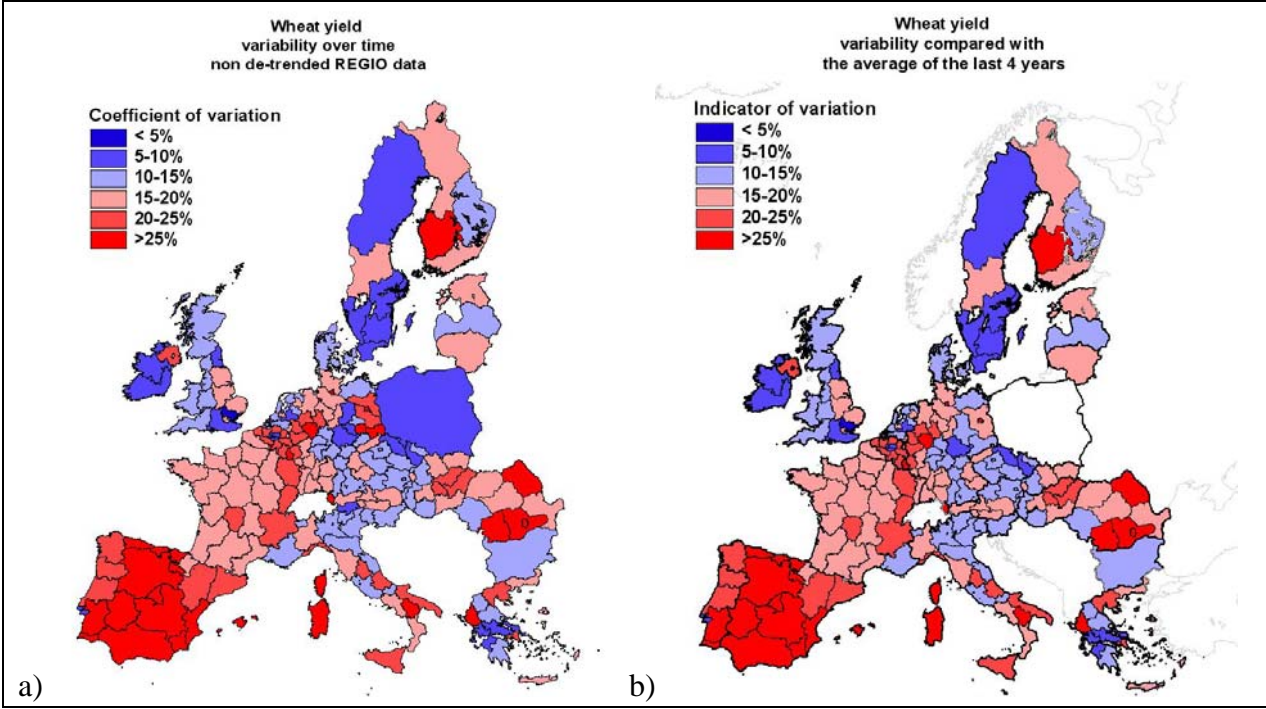 Wheat yield
variability over time
non de-trended REGIO data
Coefficient of variation
< 5%
5-10%
10-15%
15-20%
20-25%
>25%
a)
Wheat yield
variability compared with
the average of the last 4 years
Indicator of variation
< 5%
5-10%
10-15%
15-20%
20-25%
>25%
b)